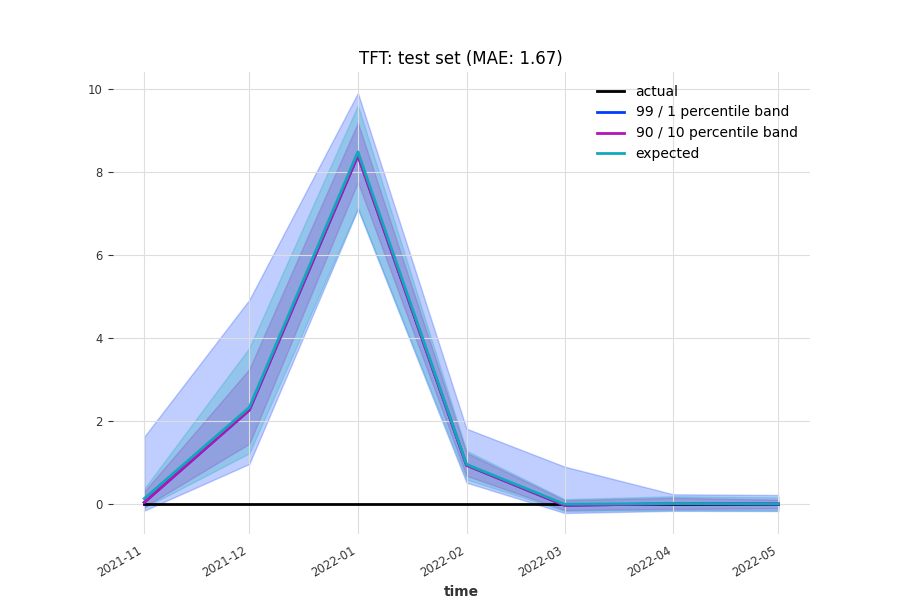 TFT: test set (MAE: 1.67)
actual
99 / 1 percentile band
90 / 10 percentile band
expected
10
8
6
4
2
0
2021-11
2021-12
2022-01
2022-02
2022-03
2022-04
2022-05
time